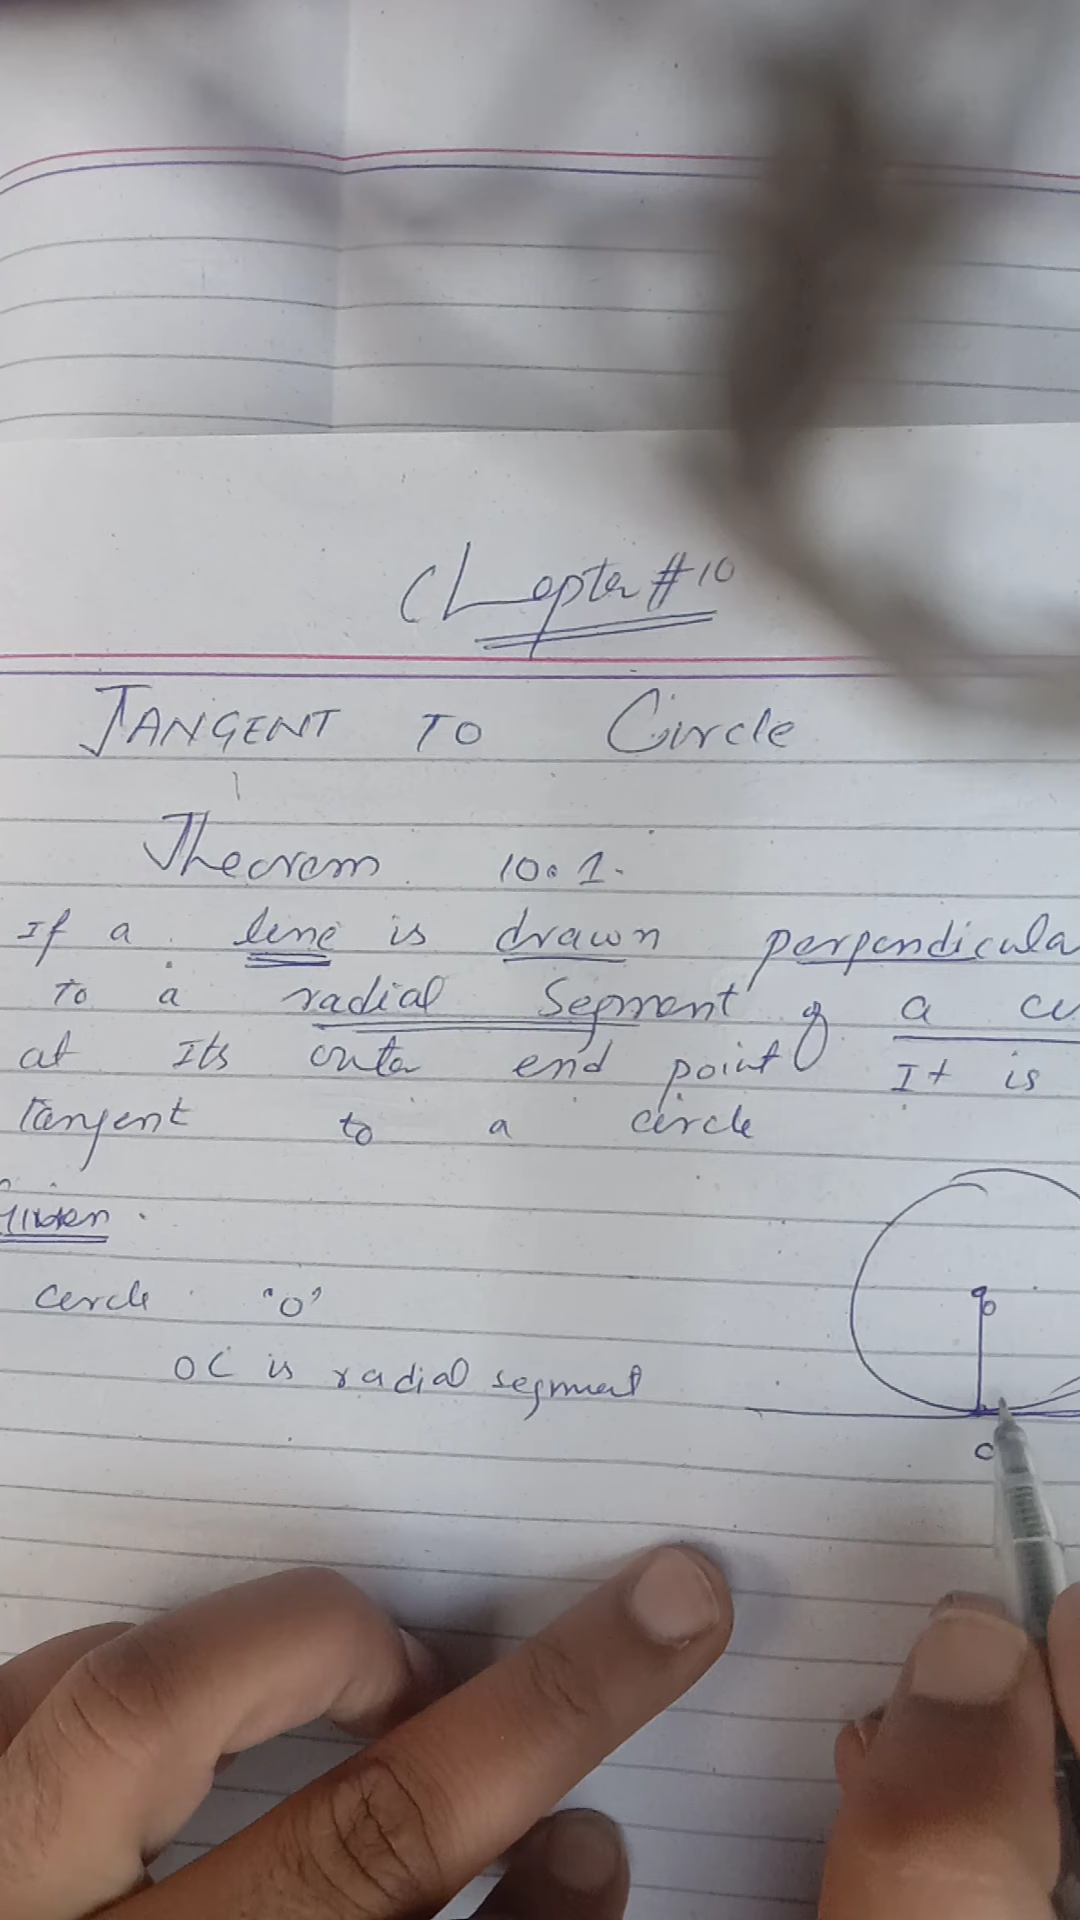 Chapter #10
TANGENT TO Circle
Theorem 10.1.
If a line is drawn perpendicula
to a radial Segment of a
at Its outer end point It is
Tangent to a circle
Given
cercle "O"
O
OC is radial segment
C